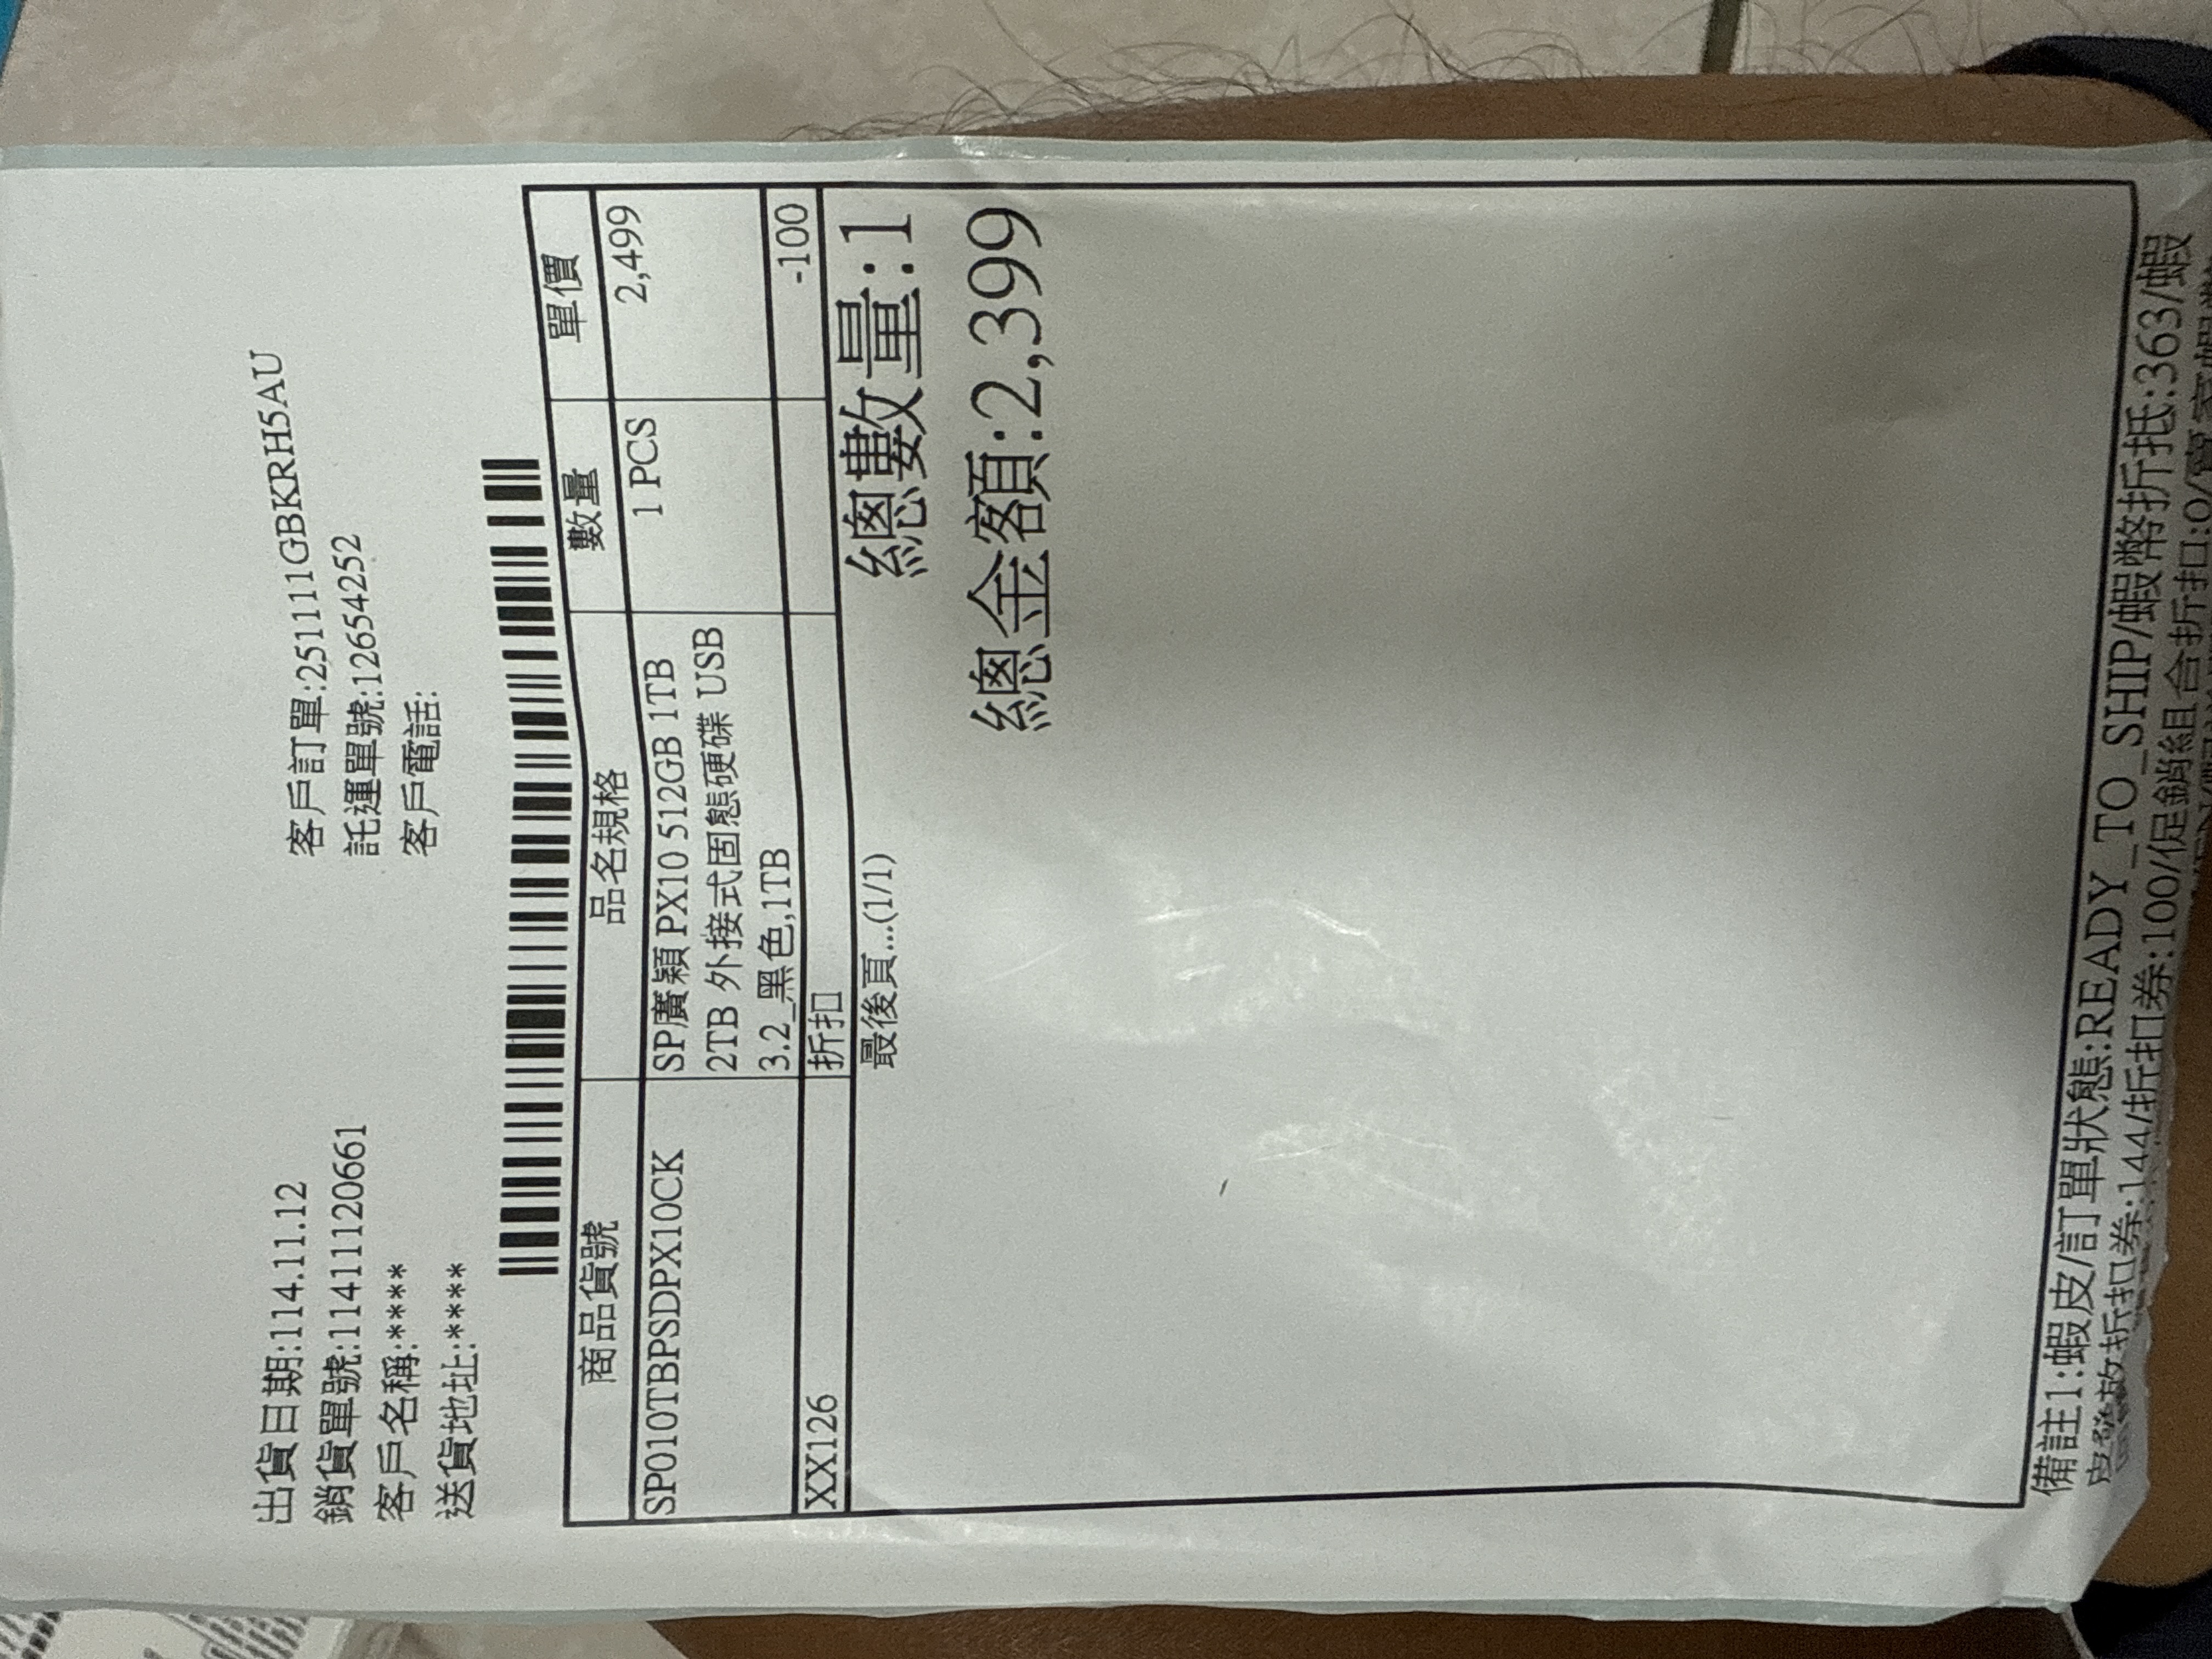 出貨日期:114.11.12
銷貨單號:1141120661
客戶名稱:****
送貨地址:****
客戶訂單:251111GBKRH5AU
託運單號:12654252
客戶電話:
商品貨號 品名規格 數量 單價
SP010TBPSDPX10CK SP廣穎 PX10 512GB 1TB 1 PCS 2,499
2TB 外接式固態硬碟 USB
3.2_黑色,1TB
XX126 折扣 -100
最後頁...(1/1) 總數量:1
總金額:2,399
備註1:蝦皮/訂單狀態:READY_TO_SHIP/蝦幣折抵:363/蝦
皮發放折扣券:144/折扣券:100/促銷組合折扣:0/賣家蝦